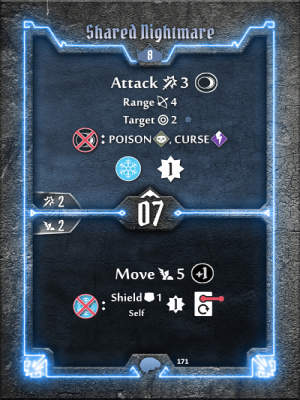 Shared Nightmare
8
Attack 3
Range 4
Target 2
: POISON , CURSE
1
2
07
2
Move 5 +1
: Shield 1 1
Self
171